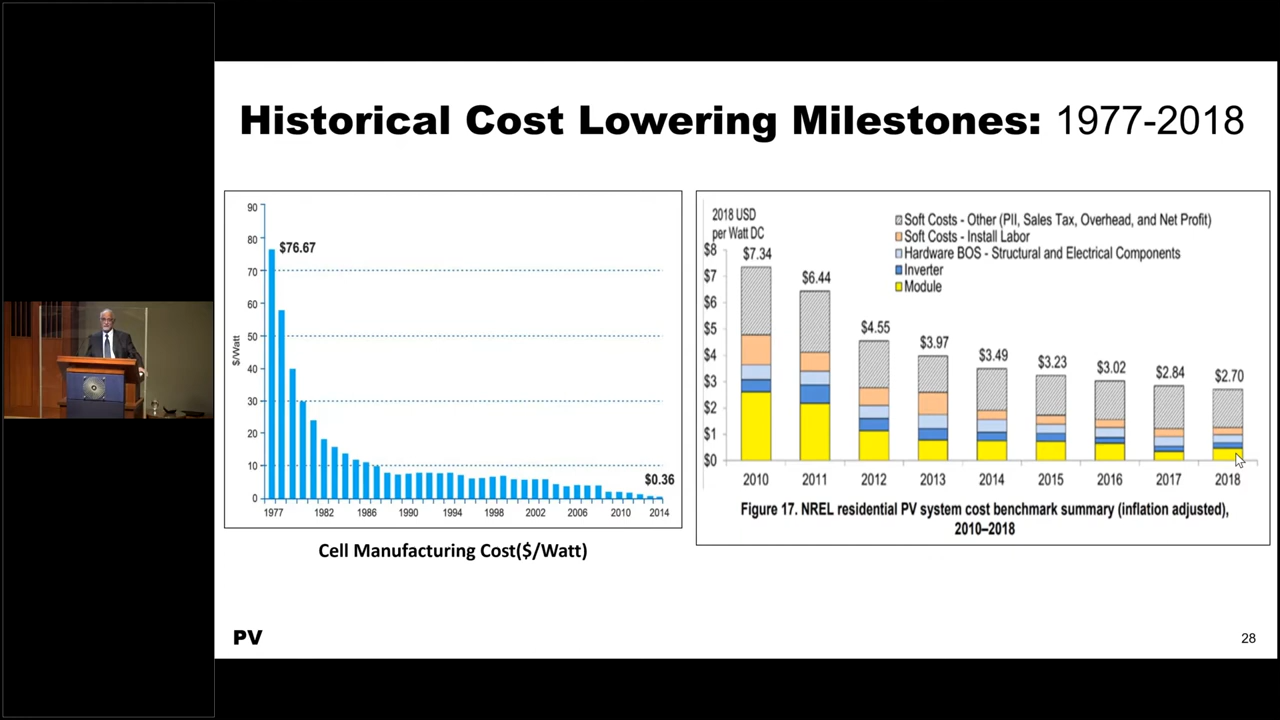 Historical Cost Lowering Milestones: 1977-2018
90
80
70
60
50
40
30
20
10
0
$/Watt
$76.67
$0.36
1977 1982 1986 1990 1994 1998 2002 2006 2010 2014
Cell Manufacturing Cost($/Watt)
2018 USD
per Watt DC
Soft Costs - Other (PII, Sales Tax, Overhead, and Net Profit)
Soft Costs - Install Labor
Hardware BOS - Structural and Electrical Components
Inverter
Module
$8
$7
$6
$5
$4
$3
$2
$1
$0
$7.34
$6.44
$4.55
$3.97
$3.49
$3.23
$3.02
$2.84
$2.70
2010 2011 2012 2013 2014 2015 2016 2017 2018
Figure 17. NREL residential PV system cost benchmark summary (inflation adjusted),
2010–2018
PV
28